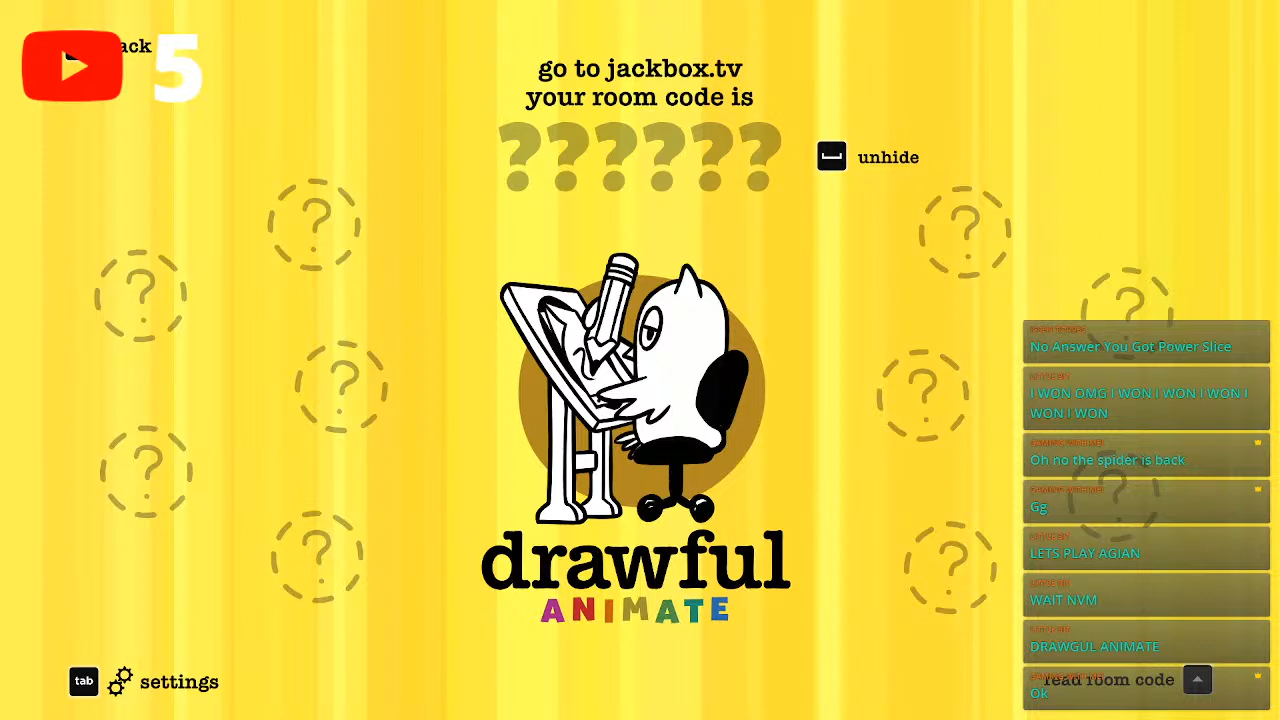 ack
5
go to jackbox.tv
your room code is
??????
unhide
No Answer You Got Power Slice
I WON OMG I WON I WON I WON I
WON I WON
Oh no the spider is back
Gg
LETS PLAY AGIAN
WAIT NVM
DRAWGUL ANIMATE
Ok
drawful
ANIMATE
tab
settings
read room code